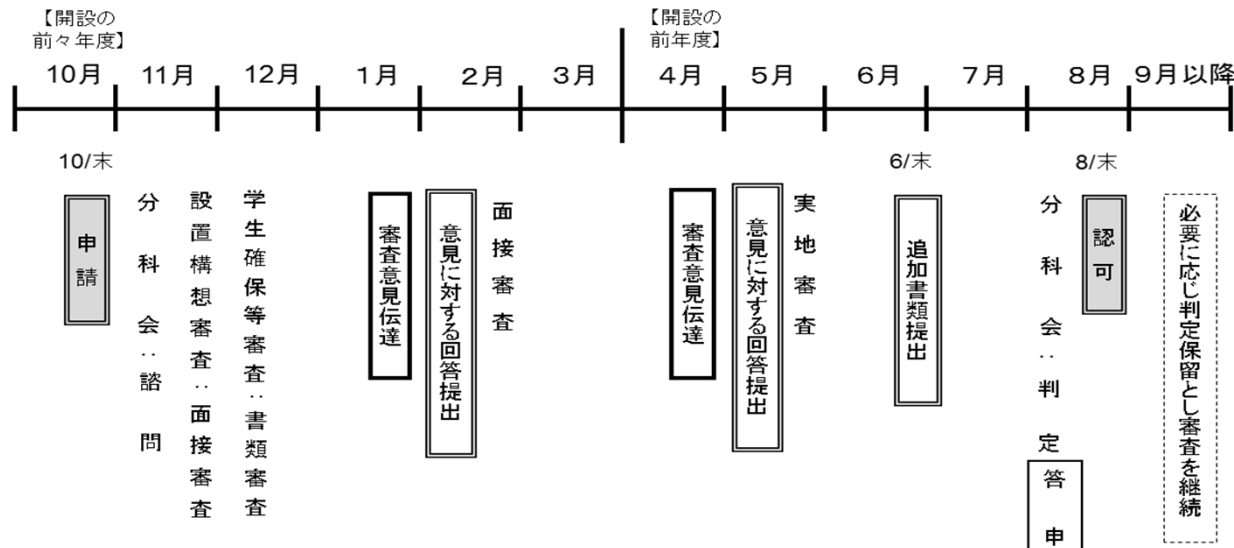 【開設の
前々年度】
【開設の
前年度】
10月
11月
12月
1月
2月
3月
4月
5月
6月
7月
8月
9月以降
10/末
6/末
8/末
申請
分科会：諮問
設置構想審査：面接審査
学生確保等審査：書類審査
審査意見伝達
意見に対する回答提出
面接審査
審査意見伝達
意見に対する回答提出
実地審査
追加書類提出
分科会：判定
答申
認可
必要に応じ判定保留とし審査を継続